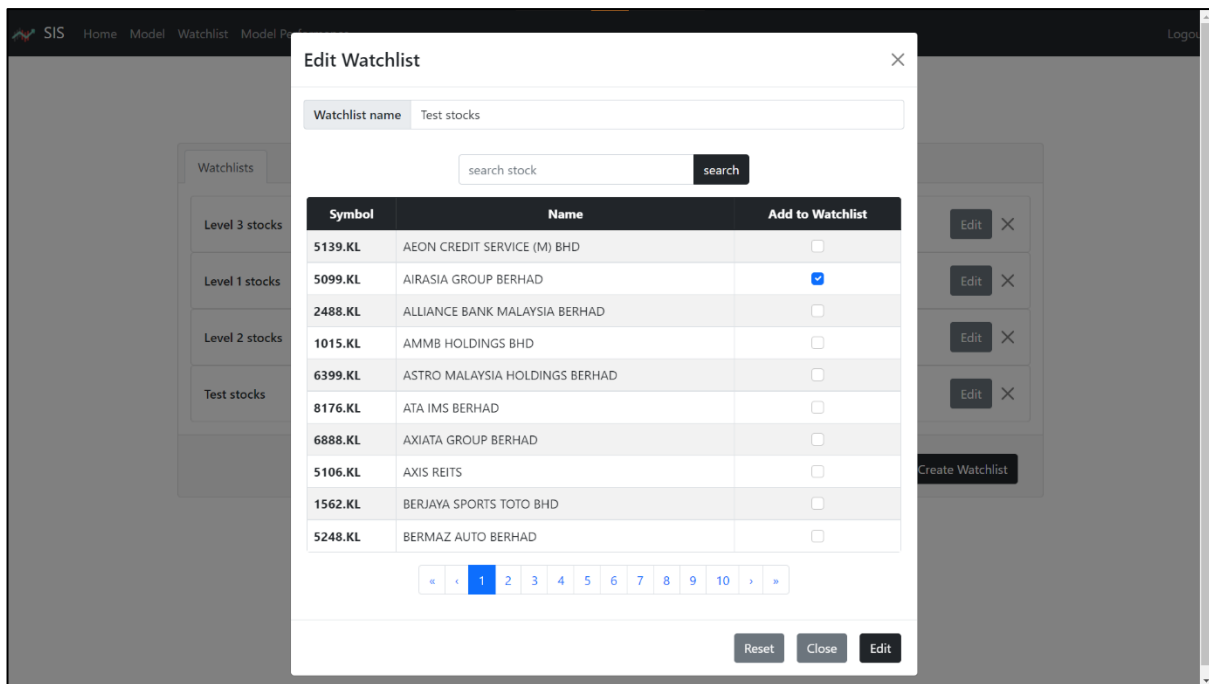 SIS Home Model Watchlist Model Logou
Edit Watchlist
Watchlist name Test stocks
Watchlists
search stock search
Symbol Name Add to Watchlist
Level 3 stocks Edit
5139.KL AEON CREDIT SERVICE (M) BHD
5099.KL AIRASIA GROUP BERHAD
Level 1 stocks Edit
2488.KL ALLIANCE BANK MALAYSIA BERHAD
1015.KL AMMB HOLDINGS BHD
Level 2 stocks Edit
6399.KL ASTRO MALAYSIA HOLDINGS BERHAD
Test stocks Edit
8176.KL ATA IMS BERHAD
6888.KL AXIATA GROUP BERHAD
5106.KL AXIS REITS
Create Watchlist
1562.KL BERJAYA SPORTS TOTO BHD
5248.KL BERMAZ AUTO BERHAD
« ‹ 1 2 3 4 5 6 7 8 9 10 › »
Reset Close Edit